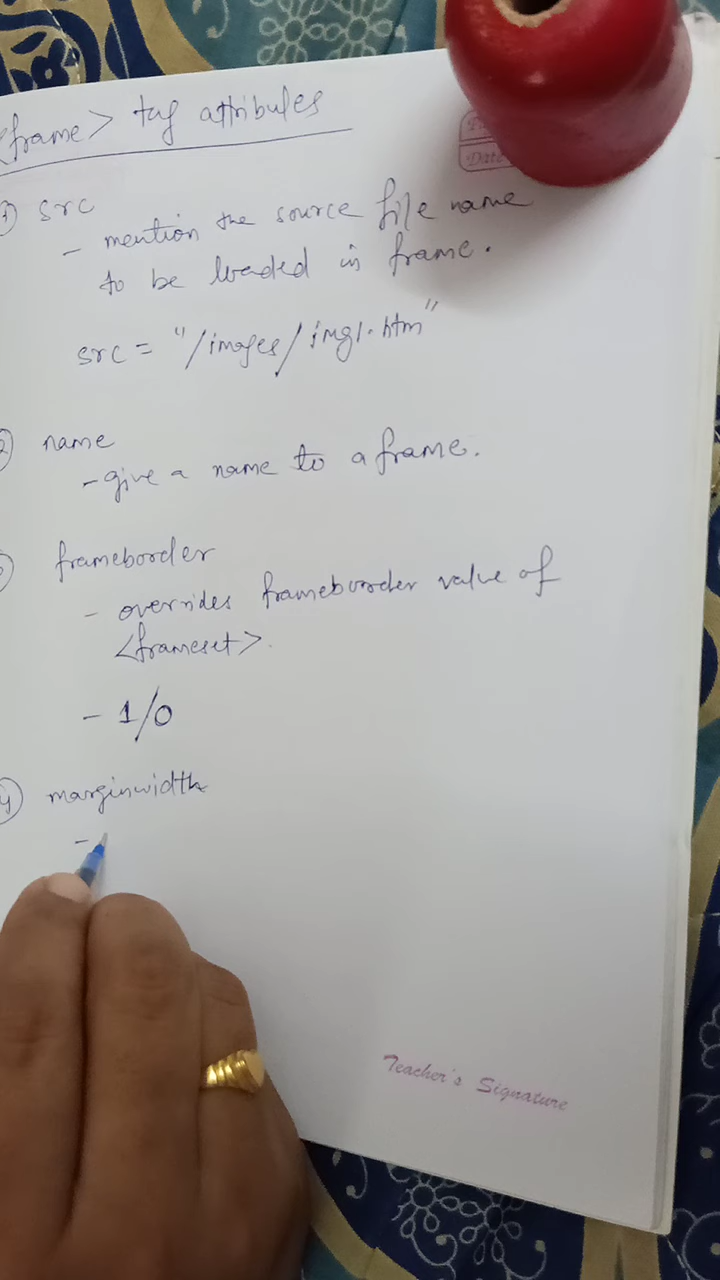 <frame> tag attributes
Date
1) src
- mention the source file name
to be loaded in frame.
src = "/images/img1.htm"
2) name
- give a name to a frame.
frameborder
- overrides frameborder value of
<frameset>.
- 1/0
4) marginwidth
-
Teacher's Signature